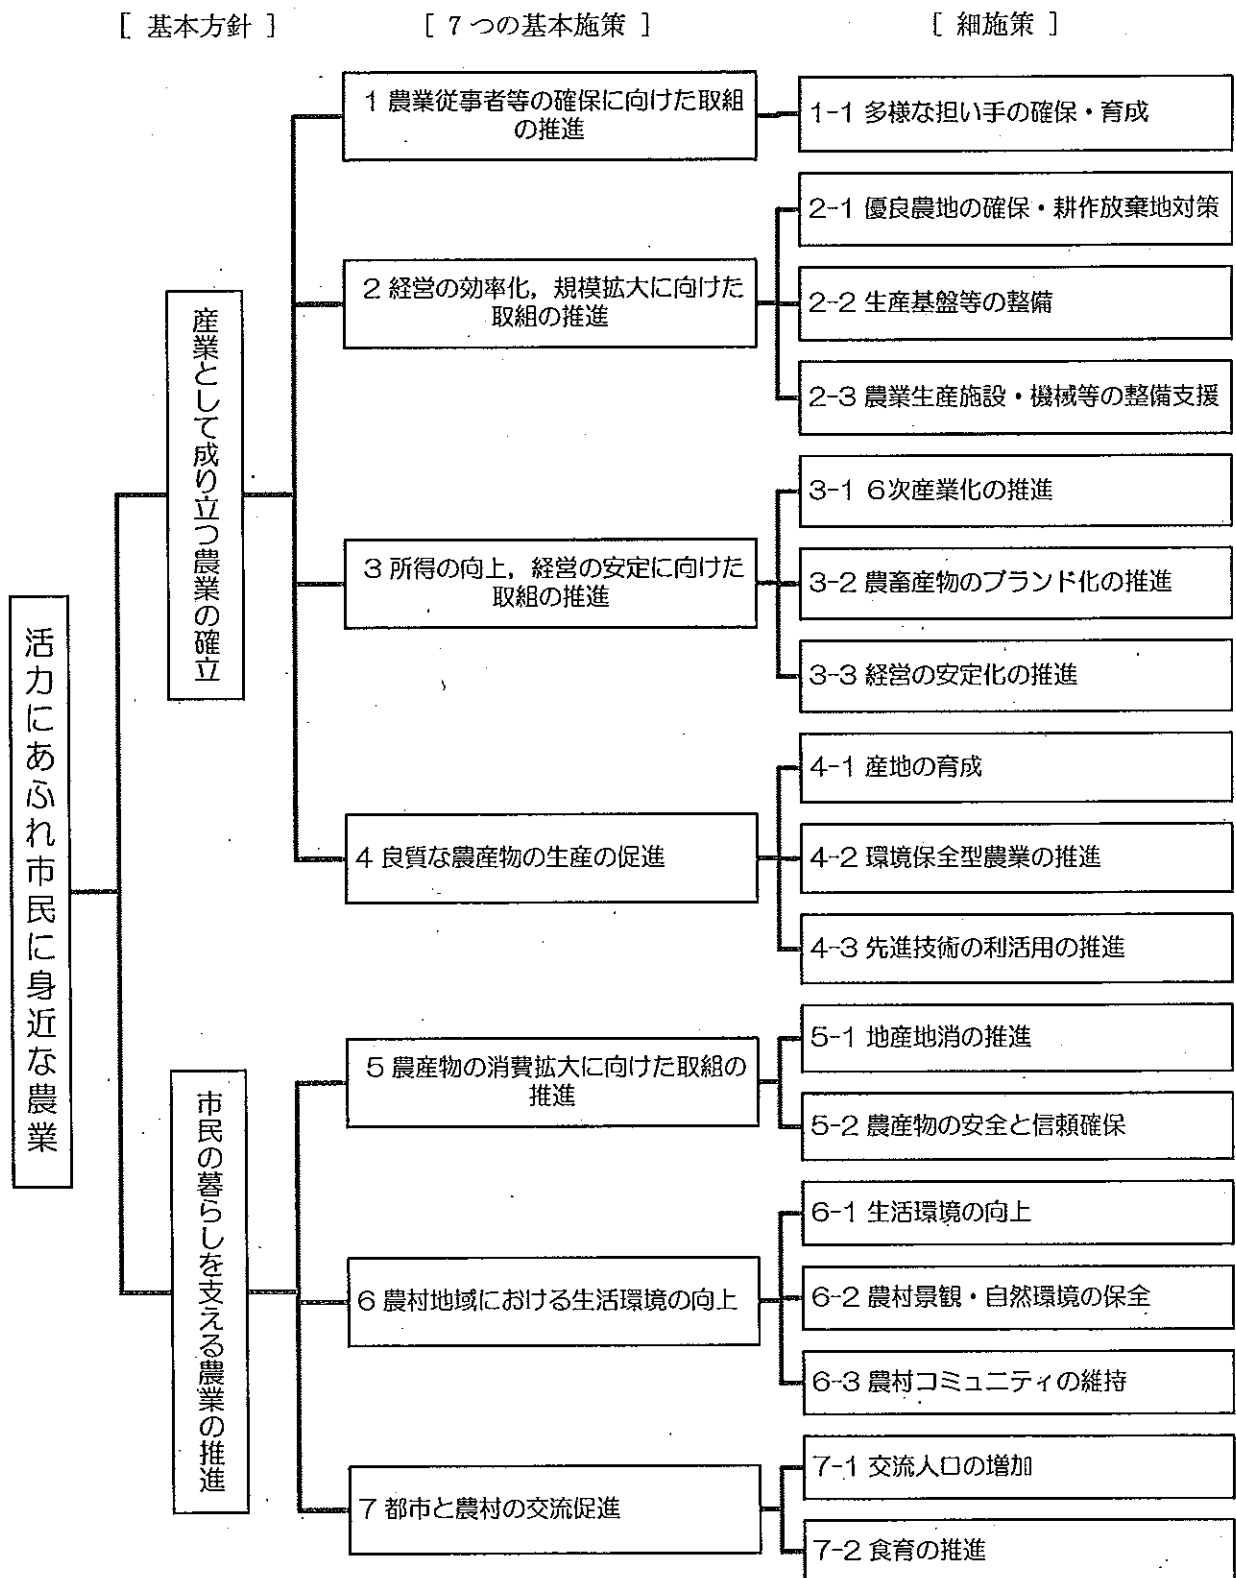 [ 基本方針 ]
[ 7つの基本施策 ]
[ 細施策 ]
活力にあふれ市民に身近な農業
産業として成り立つ農業の確立
1 農業従事者等の確保に向けた取組
の推進
1-1 多様な担い手の確保・育成
2 経営の効率化，規模拡大に向けた
取組の推進
2-1 優良農地の確保・耕作放棄地対策
2-2 生産基盤等の整備
2-3 農業生産施設・機械等の整備支援
3 所得の向上，経営の安定に向けた
取組の推進
3-1 6次産業化の推進
3-2 農畜産物のブランド化の推進
3-3 経営の安定化の推進
4 良質な農産物の生産の促進
4-1 産地の育成
4-2 環境保全型農業の推進
4-3 先進技術の利活用の推進
市民の暮らしを支える農業の推進
5 農産物の消費拡大に向けた取組の
推進
5-1 地産地消の推進
5-2 農産物の安全と信頼確保
6 農村地域における生活環境の向上
6-1 生活環境の向上
6-2 農村景観・自然環境の保全
6-3 農村コミュニティの維持
7 都市と農村の交流促進
7-1 交流人口の増加
7-2 食育の推進